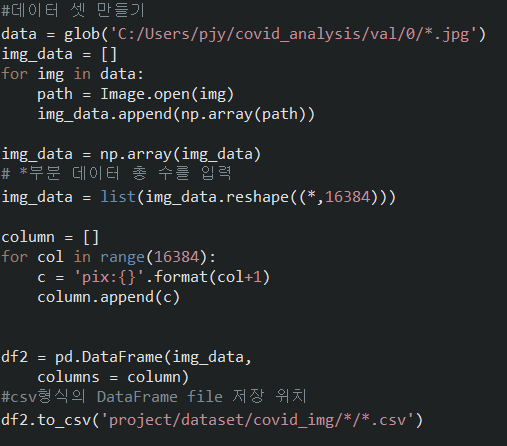 #데이터 셋 만들기
data = glob('C:/Users/pjy/covid_analysis/val/0/*.jpg')
img_data = []
for img in data:
    path = Image.open(img)
    img_data.append(np.array(path))

img_data = np.array(img_data)
# *부분 데이터 총 수를 입력
img_data = list(img_data.reshape((*,16384)))

column = []
for col in range(16384):
    c = 'pix:{}'.format(col+1)
    column.append(c)

df2 = pd.DataFrame(img_data,
    columns = column)
#csv형식의 DataFrame file 저장 위치
df2.to_csv('project/dataset/covid_img/*/*.csv')